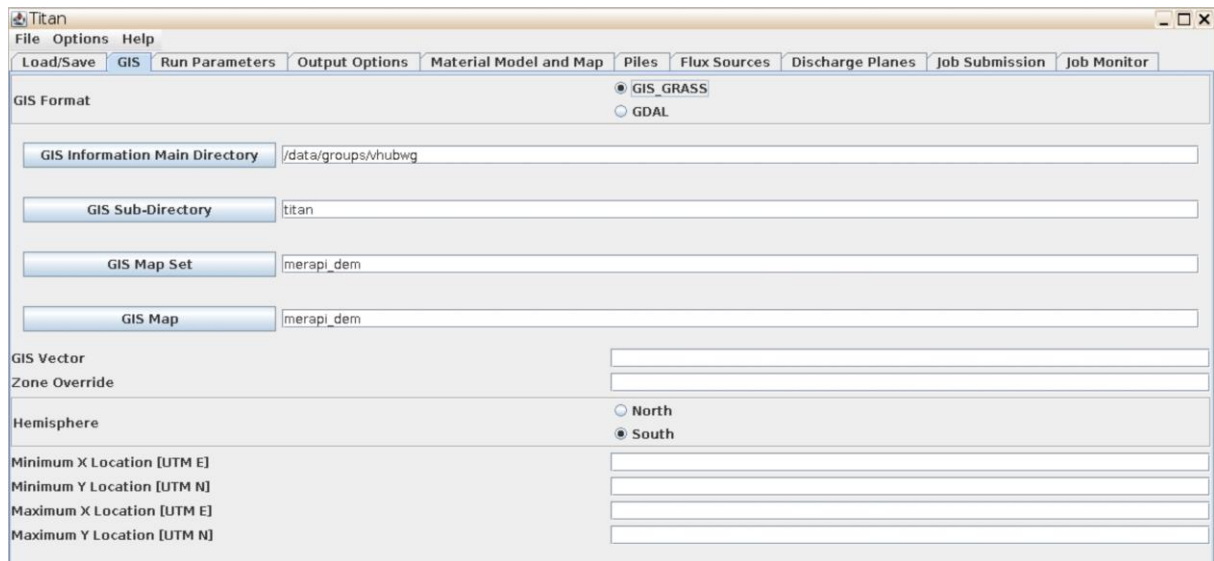 Titan
File Options Help
Load/Save GIS Run Parameters Output Options Material Model and Map Piles Flux Sources Discharge Planes Job Submission Job Monitor
GIS Format
GIS_GRASS
GDAL
GIS Information Main Directory /data/groups/vhubwg
GIS Sub-Directory titan
GIS Map Set merapi_dem
GIS Map merapi_dem
GIS Vector
Zone Override
Hemisphere
North
South
Minimum X Location [UTM E]
Minimum Y Location [UTM N]
Maximum X Location [UTM E]
Maximum Y Location [UTM N]